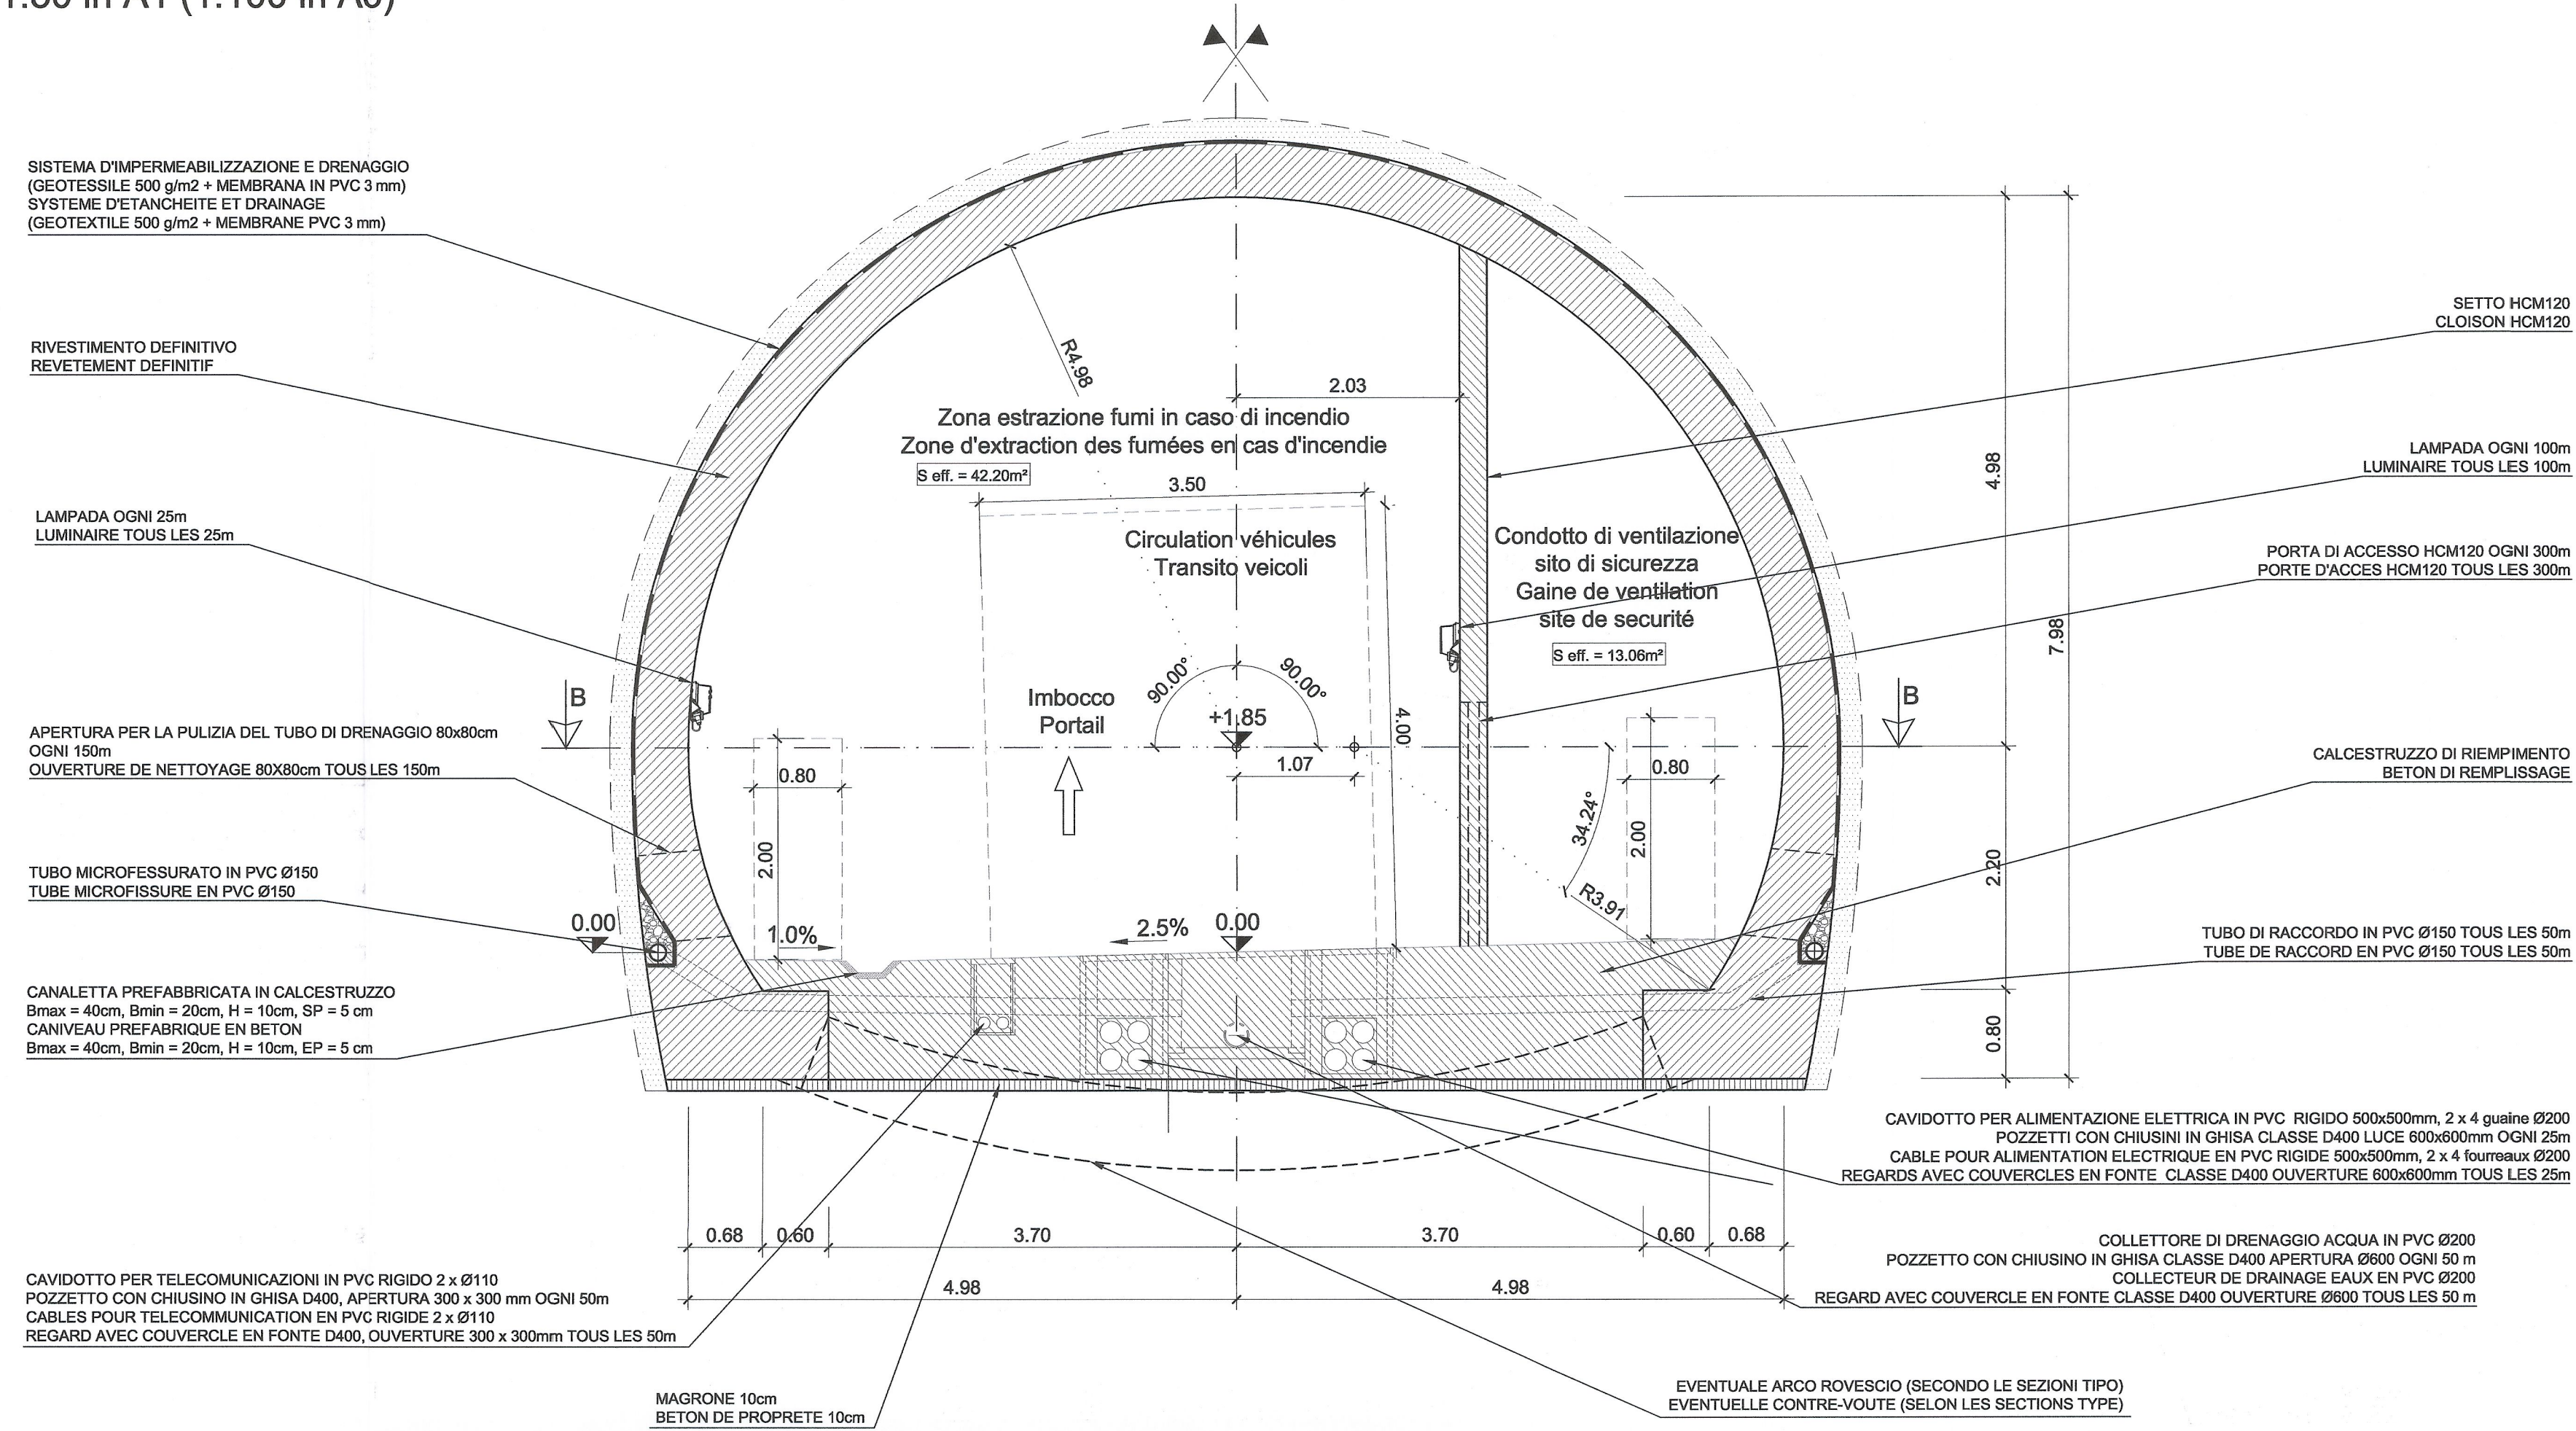 SISTEMA D'IMPERMEABILIZZAZIONE E DRENAGGIO
(GEOTESSILE 500 g/m2 + MEMBRANA IN PVC 3 mm)
SYSTEME D'ETANCHEITE ET DRAINAGE
(GEOTEXTILE 500 g/m2 + MEMBRANE PVC 3 mm)
RIVESTIMENTO DEFINITIVO
REVETEMENT DEFINITIF
LAMPADA OGNI 25m
LUMINAIRE TOUS LES 25m
APERTURA PER LA PULIZIA DEL TUBO DI DRENAGGIO 80x80cm
OGNI 150m
OUVERTURE DE NETTOYAGE 80X80cm TOUS LES 150m
TUBO MICROFESSURATO IN PVC Ø150
TUBE MICROFISSURE EN PVC Ø150
CANALETTA PREFABBRICATA IN CALCESTRUZZO
Bmax = 40cm, Bmin = 20cm, H = 10cm, SP = 5 cm
CANIVEAU PREFABRIQUE EN BETON
Bmax = 40cm, Bmin = 20cm, H = 10cm, EP = 5 cm
CAVIDOTTO PER TELECOMUNICAZIONI IN PVC RIGIDO 2 x Ø110
POZZETTO CON CHIUSINO IN GHISA D400, APERTURA 300 x 300 mm OGNI 50m
CABLES POUR TELECOMMUNICATION EN PVC RIGIDE 2 x Ø110
REGARD AVEC COUVERCLE EN FONTE D400, OUVERTURE 300 x 300mm TOUS LES 50m
MAGRONE 10cm
BETON DE PROPRETE 10cm
R4.98
2.03
Zona estrazione fumi in caso di incendio
Zone d'extraction des fumées en cas d'incendie
S eff. = 42.20m²
3.50
Circulation véhicules
Transito veicoli
Condotto di ventilazione
sito di sicurezza
Gaine de ventilation
site de securité
S eff. = 13.06m²
Imbocco
Portail
90.00°
90.00°
+1.85
4.00
1.07
B
B
0.80
2.00
0.80
2.00
34.24°
R3.91
0.00
1.0%
2.5%
0.00
4.98
7.98
2.20
0.80
0.68
0.60
3.70
3.70
0.60
0.68
4.98
4.98
SETTO HCM120
CLOISON HCM120
LAMPADA OGNI 100m
LUMINAIRE TOUS LES 100m
PORTA DI ACCESSO HCM120 OGNI 300m
PORTE D'ACCES HCM120 TOUS LES 300m
CALCESTRUZZO DI RIEMPIMENTO
BETON DI REMPLISSAGE
TUBO DI RACCORDO IN PVC Ø150 TOUS LES 50m
TUBE DE RACCORD EN PVC Ø150 TOUS LES 50m
CAVIDOTTO PER ALIMENTAZIONE ELETTRICA IN PVC RIGIDO 500x500mm, 2 x 4 guaine Ø200
POZZETTI CON CHIUSINI IN GHISA CLASSE D400 LUCE 600x600mm OGNI 25m
CABLE POUR ALIMENTATION ELECTRIQUE EN PVC RIGIDE 500x500mm, 2 x 4 fourreaux Ø200
REGARDS AVEC COUVERCLES EN FONTE CLASSE D400 OUVERTURE 600x600mm TOUS LES 25m
COLLETTORE DI DRENAGGIO ACQUA IN PVC Ø200
POZZETTO CON CHIUSINO IN GHISA CLASSE D400 APERTURA Ø600 OGNI 50 m
COLLECTEUR DE DRAINAGE EAUX EN PVC Ø200
REGARD AVEC COUVERCLE EN FONTE CLASSE D400 OUVERTURE Ø600 TOUS LES 50 m
EVENTUALE ARCO ROVESCIO (SECONDO LE SEZIONI TIPO)
EVENTUELLE CONTRE-VOUTE (SELON LES SECTIONS TYPE)